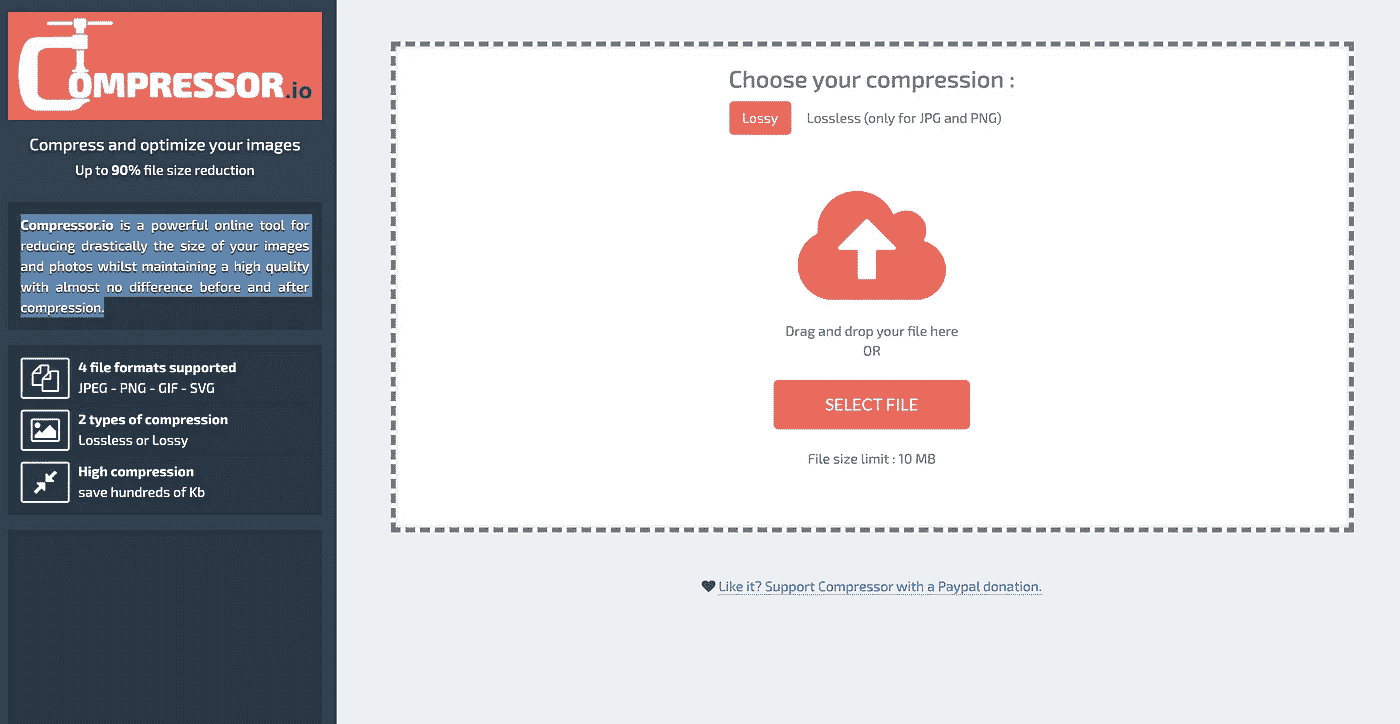 COMPRESSOR.io
Compress and optimize your images
Up to 90% file size reduction
Compressor.io is a powerful online tool for
reducing drastically the size of your images
and photos whilst maintaining a high quality
with almost no difference before and after
compression.
4 file formats supported
JPEG - PNG - GIF - SVG
2 types of compression
Lossless or Lossy
High compression
save hundreds of Kb
Choose your compression :
Lossy Lossless (only for JPG and PNG)
Drag and drop your file here
OR
SELECT FILE
File size limit : 10 MB
Like it? Support Compressor with a Paypal donation.